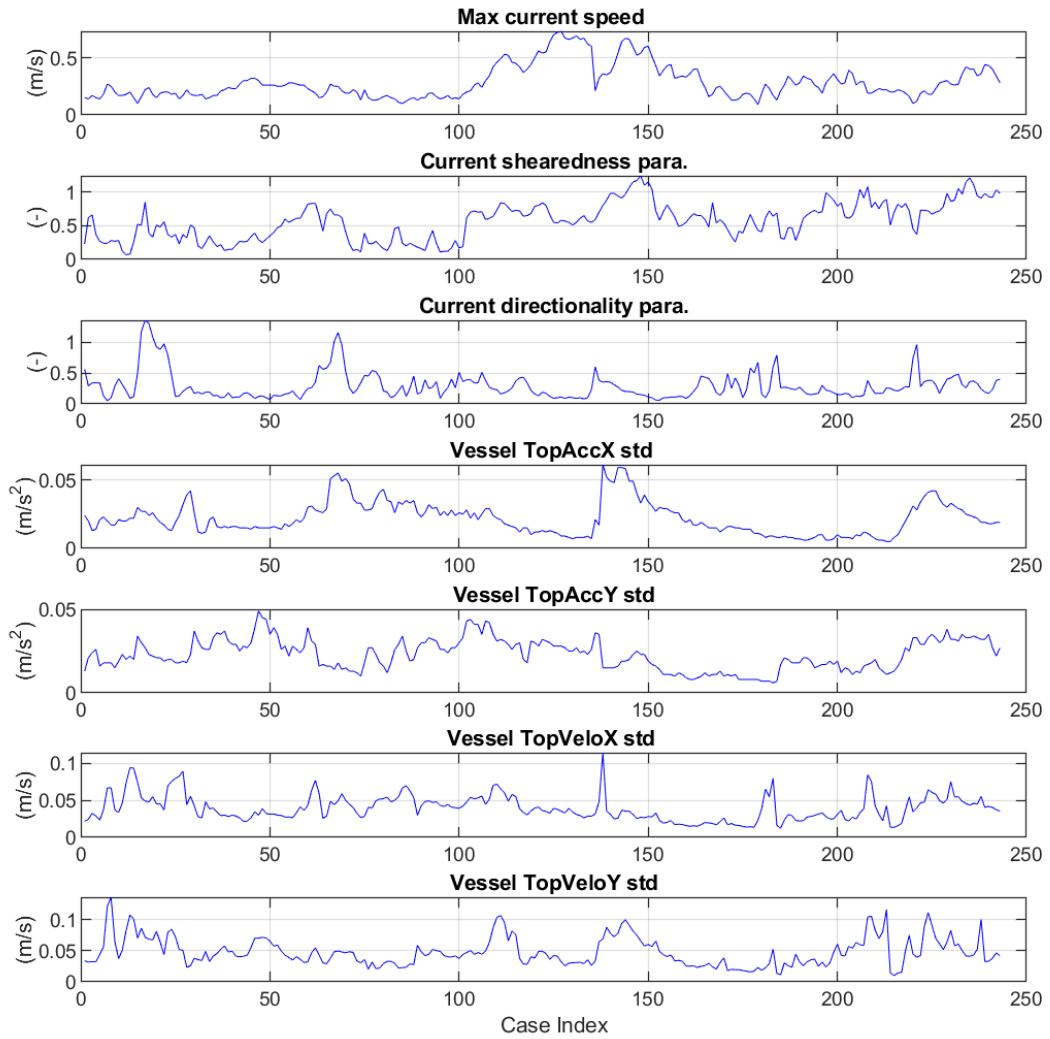 Max current speed
(m/s)
0.5
0
0 50 100 150 200 250
Current shearedness para.
(-)
1
0.5
0
0 50 100 150 200 250
Current directionality para.
(-)
1
0.5
0
0 50 100 150 200 250
Vessel TopAccX std
(m/s²)
0.05
0
0 50 100 150 200 250
Vessel TopAccY std
(m/s²)
0.05
0
0 50 100 150 200 250
Vessel TopVeloX std
(m/s)
0.1
0.05
0
0 50 100 150 200 250
Vessel TopVeloY std
(m/s)
0.1
0.05
0
0 50 100 150 200 250
Case Index